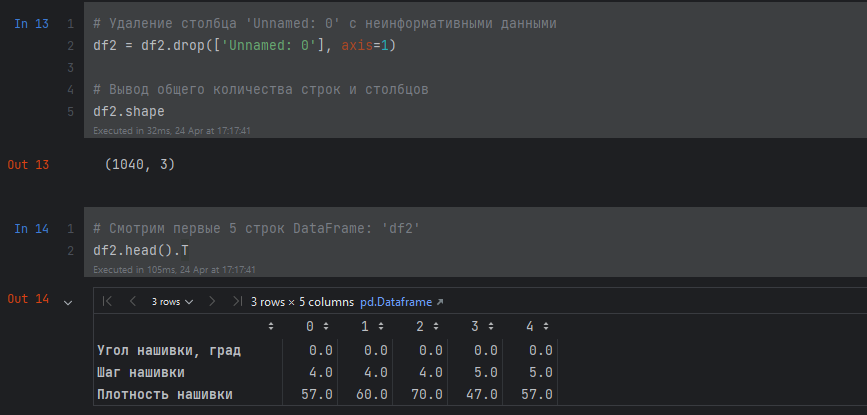 In 13 1 # Удаление столбца 'Unnamed: 0' с неинформативными данными
2 df2 = df2.drop(['Unnamed: 0'], axis=1)
3
4 # Вывод общего количества строк и столбцов
5 df2.shape
Executed in 32ms, 24 Apr at 17:17:41
Out 13 (1040, 3)
In 14 1 # Смотрим первые 5 строк DataFrame: 'df2'
2 df2.head().T
Executed in 105ms, 24 Apr at 17:17:41
Out 14 3 rows 3 rows × 5 columns pd.Dataframe
0 1 2 3 4
Угол нашивки, град 0.0 0.0 0.0 0.0 0.0
Шаг нашивки 4.0 4.0 4.0 5.0 5.0
Плотность нашивки 57.0 60.0 70.0 47.0 57.0